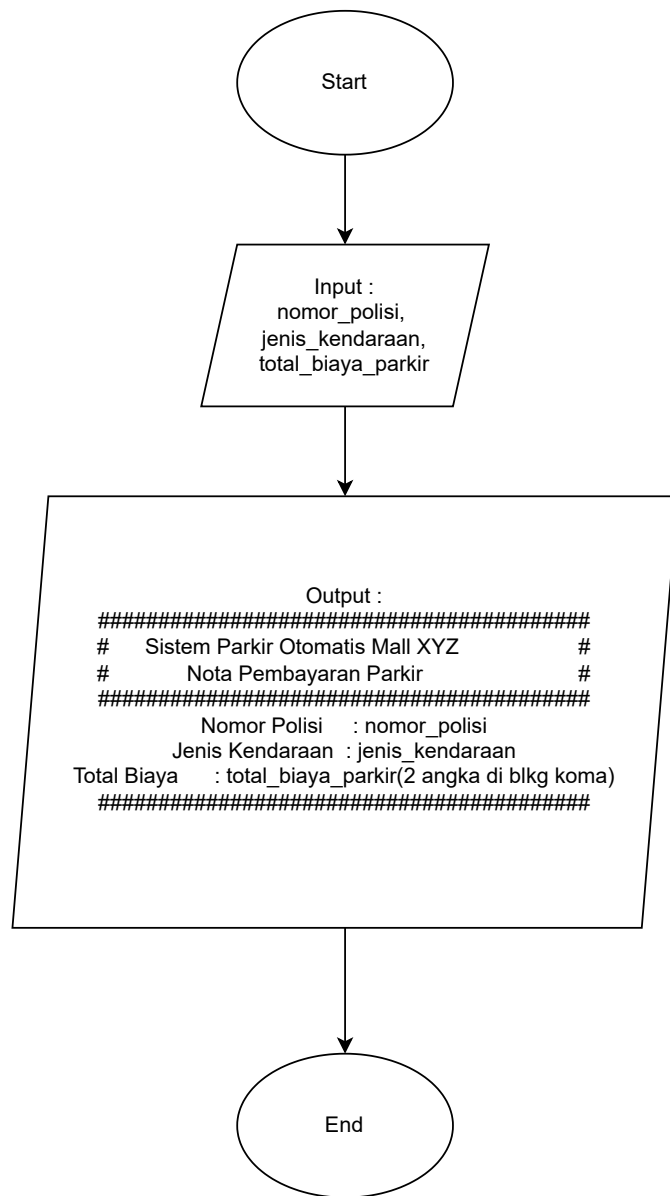 Start
Input :
nomor_polisi,
jenis_kendaraan,
total_biaya_parkir
Output :
#########################################
#      Sistem Parkir Otomatis Mall XYZ                    #
#             Nota Pembayaran Parkir                          #
#########################################
Nomor Polisi     : nomor_polisi
Jenis Kendaraan  : jenis_kendaraan
Total Biaya      : total_biaya_parkir(2 angka di blkg koma)
#########################################
End